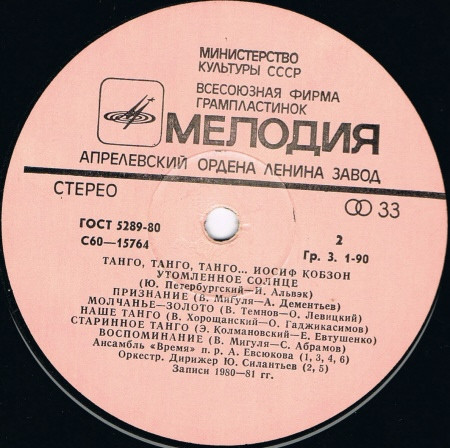 МИНИСТЕРСТВО
КУЛЬТУРЫ СССР
ВСЕСОЮЗНАЯ ФИРМА
ГРАМПЛАСТИНОК
МЕЛОДИЯ
АПРЕЛЕВСКИЙ ОРДЕНА ЛЕНИНА ЗАВОД
СТЕРЕО 33
ГОСТ 5289-80 2
С60—15764 Гр. 3. 1-90
ТАНГО, ТАНГО, ТАНГО... ИОСИФ КОБЗОН
УТОМЛЕННОЕ СОЛНЦЕ
(Ю. Петербургский—И. Альвэк)
ПРИЗНАНИЕ (В. Мигуля—А. Дементьев)
МОЛЧАНЬЕ—ЗОЛОТО (В. Темнов—О. Левицкий)
НАШЕ ТАНГО (В. Хорощанский—О. Гаджикасимов)
СТАРИННОЕ ТАНГО (Э. Колмановский—Е. Евтушенко)
ВОСПОМИНАНИЕ (В. Мигуля—С. Абрамов)
Ансамбль «Время» п. р. А. Евсюкова (1, 3, 4, 6)
Оркестр. Дирижер Ю. Силантьев (2, 5)
Записи 1980—81 гг.